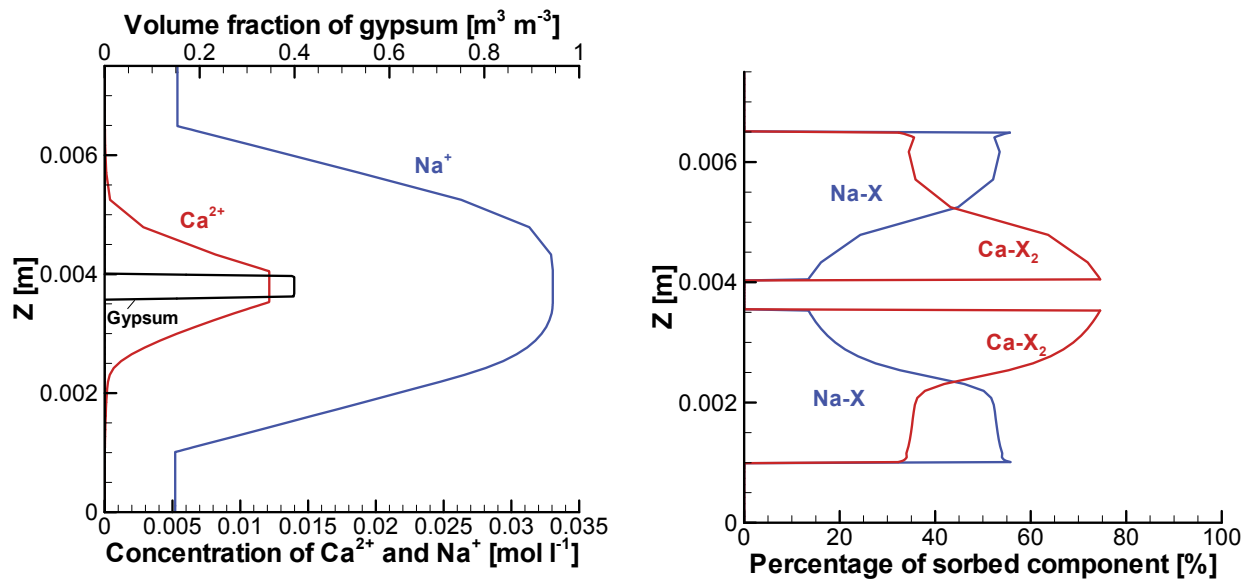 Volume fraction of gypsum [m³ m⁻³]
0 0.2 0.4 0.6 0.8 1
Z [m]
0.006
0.004
0.002
0
Na⁺
Ca²⁺
Gypsum
0 0.005 0.01 0.015 0.02 0.025 0.03 0.035
Concentration of Ca²⁺ and Na⁺ [mol l⁻¹]
Z [m]
0.006
0.004
0.002
0
Na-X
Ca-X₂
Ca-X₂
Na-X
20 40 60 80 100
Percentage of sorbed component [%]